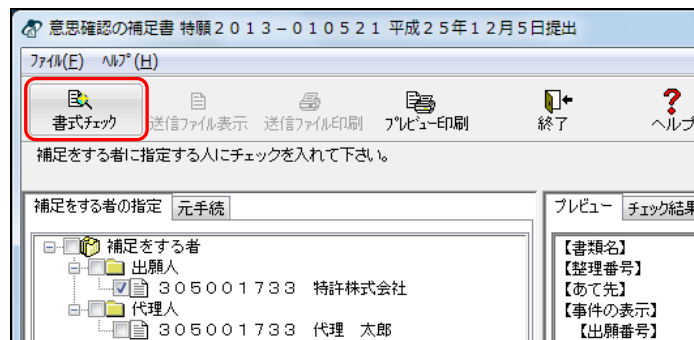 意思確認の補足書 特願２０１３－０１０５２１ 平成２５年１２月５日提出
ﾌｧｲﾙ(F) ﾍﾙﾌﾟ(H)
書式ﾁｪｯｸ 送信ﾌｧｲﾙ表示 送信ﾌｧｲﾙ印刷 ﾌﾟﾚﾋﾞｭｰ印刷 終了 ヘルプ
補足をする者に指定する人にチェックを入れて下さい。
補足をする者の指定 元手続 プレビュー チェック結果
補足をする者
出願人
３０５００１７３３ 特許株式会社
代理人
３０５００１７３３ 代理 太郎
【書類名】
【整理番号】
【あて先】
【事件の表示】
【出願番号】